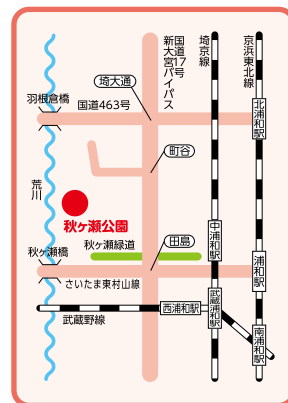 国道17号
新大宮バイパス
埼京線
京浜東北線
埼大通
羽根倉橋
国道463号
北浦和駅
町谷
荒川
秋ヶ瀬公園
中浦和駅
秋ヶ瀬緑道
田島
浦和駅
秋ヶ瀬橋
さいたま東村山線
武蔵浦和駅
西浦和駅
武蔵野線
南浦和駅